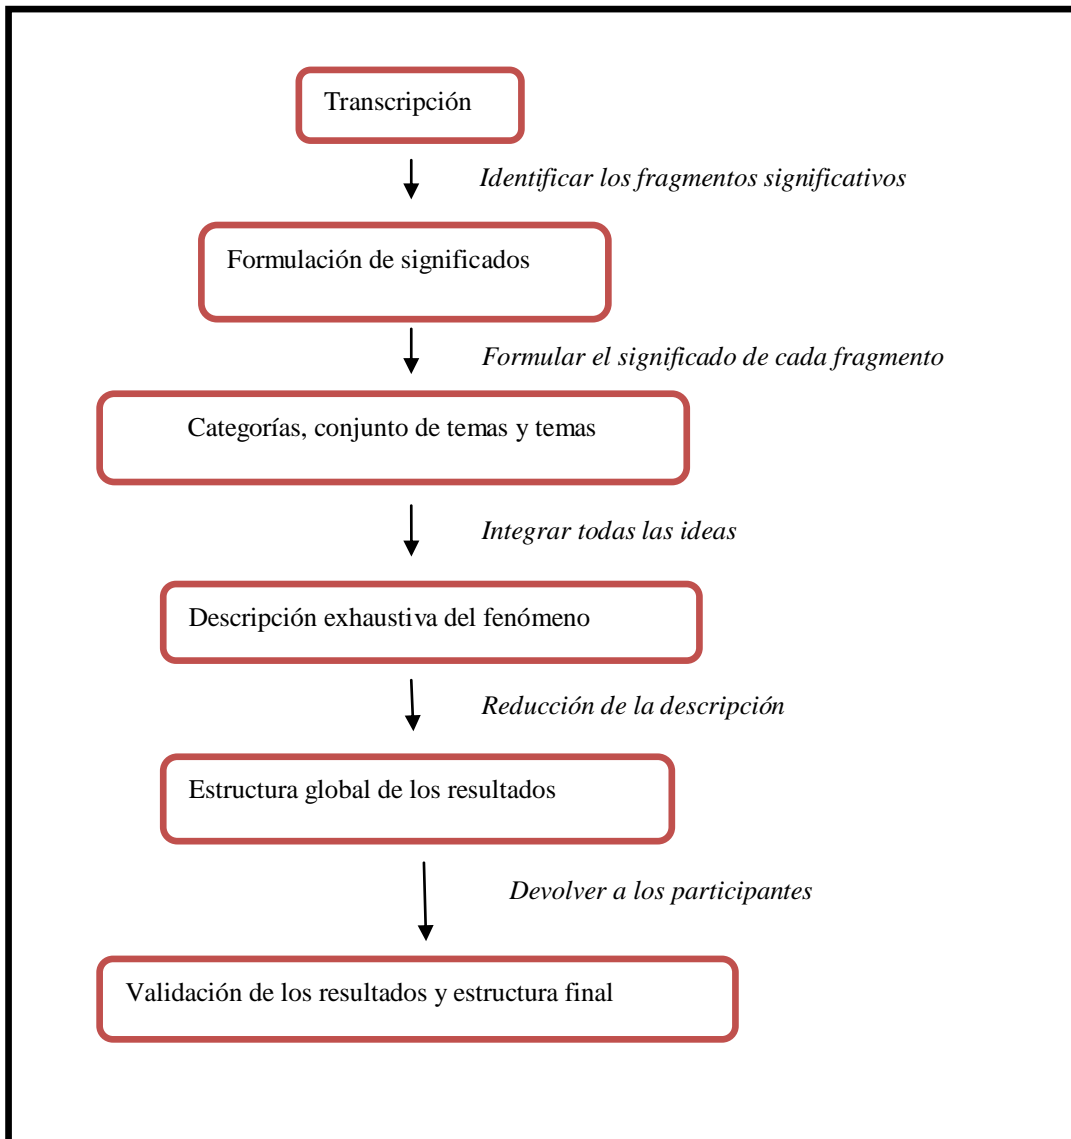 Transcripción
Identificar los fragmentos significativos
Formulación de significados
Formular el significado de cada fragmento
Categorías, conjunto de temas y temas
Integrar todas las ideas
Descripción exhaustiva del fenómeno
Reducción de la descripción
Estructura global de los resultados
Devolver a los participantes
Validación de los resultados y estructura final